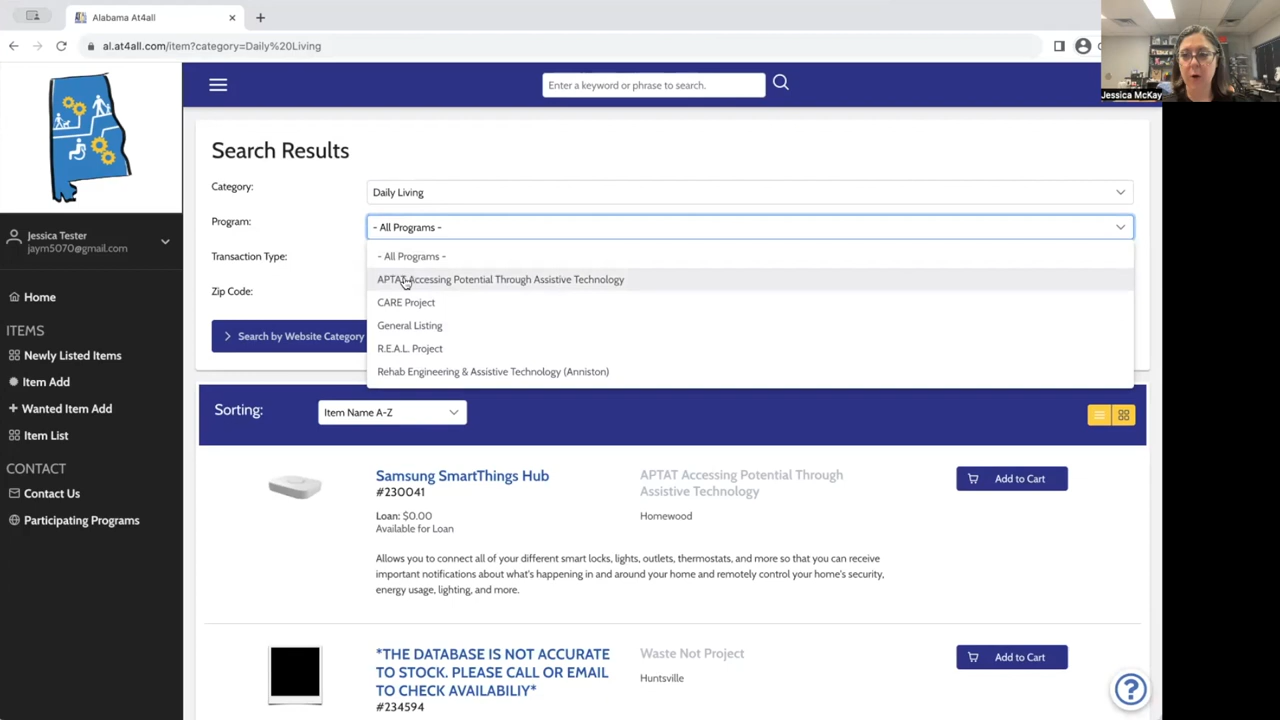 Alabama At4all
al.at4all.com/item?category=Daily%20Living
Jessica McKay
Enter a keyword or phrase to search.
Jessica Tester
jaym5070@gmail.com
Home
ITEMS
Newly Listed Items
Item Add
Wanted Item Add
Item List
CONTACT
Contact Us
Participating Programs
Search Results
Category:
Daily Living
Program:
- All Programs -
- All Programs -
APTAT Accessing Potential Through Assistive Technology
CARE Project
General Listing
R.E.A.L. Project
Rehab Engineering & Assistive Technology (Anniston)
Transaction Type:
Zip Code:
Search by Website Category
Sorting:
Item Name A-Z
Samsung SmartThings Hub
#230041
Loan: $0.00
Available for Loan
APTAT Accessing Potential Through
Assistive Technology
Homewood
Add to Cart
Allows you to connect all of your different smart locks, lights, outlets, thermostats, and more so that you can receive
important notifications about what's happening in and around your home and remotely control your home's security,
energy usage, lighting, and more.
*THE DATABASE IS NOT ACCURATE
TO STOCK. PLEASE CALL OR EMAIL
TO CHECK AVAILABILIY*
#234594
Waste Not Project
Huntsville
Add to Cart